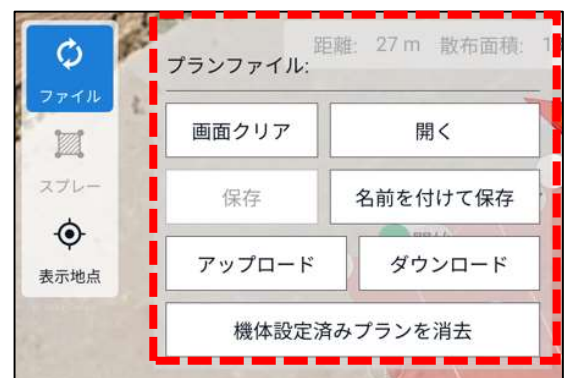 距離: 27 m 散布面積:
プランファイル:
ファイル
画面クリア 開く
スプレー
保存 名前を付けて保存
表示地点
アップロード ダウンロード
機体設定済みプランを消去